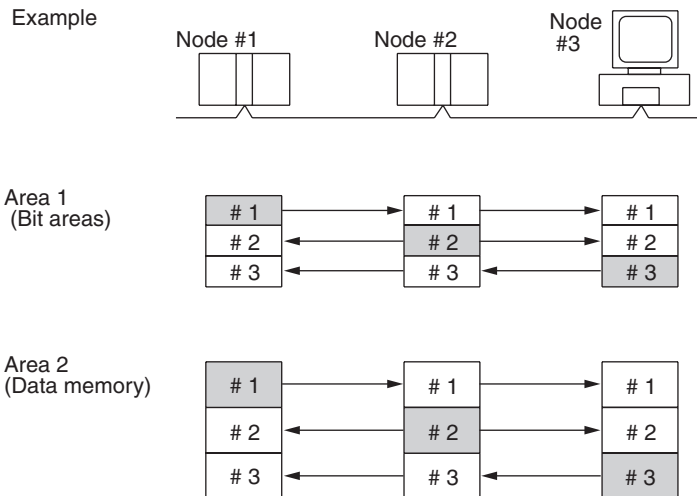 Example
Node #1
Node #2
Node
#3
Area 1
(Bit areas)
# 1
# 1
# 1
# 2
# 2
# 2
# 3
# 3
# 3
Area 2
(Data memory)
# 1
# 1
# 1
# 2
# 2
# 2
# 3
# 3
# 3